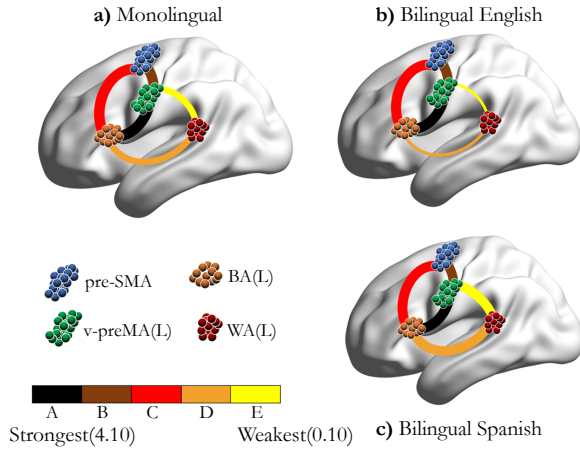 a) Monolingual
b) Bilingual English
pre-SMA
BA(L)
v-preMA(L)
WA(L)
A B C D E
Strongest(4.10) Weakest(0.10)
c) Bilingual Spanish